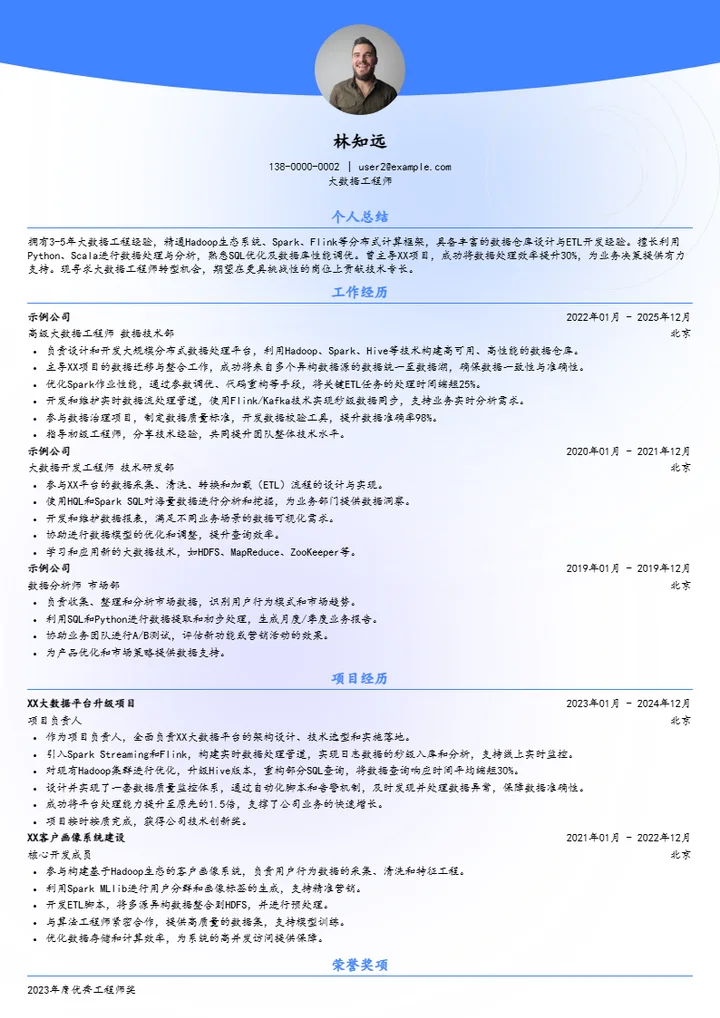 林知远
138-0000-0002 | user2@example.com
大数据工程师
个人总结
拥有3-5年大数据工程经验，精通Hadoop生态系统、Spark、Flink等分布式计算框架，具备丰富的数据仓库设计与ETL开发经验。擅长利用
Python、Scala进行数据处理与分析，熟悉SQL优化及数据库性能调优。曾主导XX项目，成功将数据处理效率提升30%，为业务决策提供有力
支持。现寻求大数据工程师转型机会，期望在更具挑战性的岗位上贡献技术专长。
工作经历
示例公司 2022年01月 - 2025年12月
高级大数据工程师 数据技术部 北京
• 负责设计和开发大规模分布式数据处理平台，利用Hadoop、Spark、Hive等技术构建高可用、高性能的数据仓库。
• 主导XX项目的数据迁移与整合工作，成功将来自多个异构数据源的数据统一至数据湖，确保数据一致性与准确性。
• 优化Spark作业性能，通过参数调优、代码重构等手段，将关键ETL任务的处理时间缩短25%。
• 开发和维护实时数据流处理管道，使用Flink/Kafka技术实现秒级数据同步，支持业务实时分析需求。
• 参与数据治理项目，制定数据质量标准，开发数据校验工具，提升数据准确率98%。
• 指导初级工程师，分享技术经验，共同提升团队整体技术水平。
示例公司 2020年01月 - 2021年12月
大数据开发工程师 技术研发部 北京
• 参与XX平台的数据采集、清洗、转换和加载（ETL）流程的设计与实现。
• 使用HQL和Spark SQL对海量数据进行分析和挖掘，为业务部门提供数据洞察。
• 开发和维护数据报表，满足不同业务场景的数据可视化需求。
• 协助进行数据模型的优化和调整，提升查询效率。
• 学习和应用新的大数据技术，如HDFS、MapReduce、ZooKeeper等。
示例公司 2019年01月 - 2019年12月
数据分析师 市场部 北京
• 负责收集、整理和分析市场数据，识别用户行为模式和市场趋势。
• 利用SQL和Python进行数据提取和初步处理，生成月度/季度业务报告。
• 协助业务团队进行A/B测试，评估新功能或营销活动的效果。
• 为产品优化和市场策略提供数据支持。
项目经历
XX大数据平台升级项目 2023年01月 - 2024年12月
项目负责人 北京
• 作为项目负责人，全面负责XX大数据平台的架构设计、技术选型和实施落地。
• 引入Spark Streaming和Flink，构建实时数据处理管道，实现日志数据的秒级入库和分析，支持线上实时监控。
• 对现有Hadoop集群进行优化，升级Hive版本，重构部分SQL查询，将数据查询响应时间平均缩短30%。
• 设计并实现了一套数据质量监控体系，通过自动化脚本和告警机制，及时发现并处理数据异常，保障数据准确性。
• 成功将平台处理能力提升至原先的1.5倍，支撑了公司业务的快速增长。
• 项目按时按质完成，获得公司技术创新奖。
XX客户画像系统建设 2021年01月 - 2022年12月
核心开发成员 北京
• 参与构建基于Hadoop生态的客户画像系统，负责用户行为数据的采集、清洗和特征工程。
• 利用Spark MLlib进行用户分群和画像标签的生成，支持精准营销。
• 开发ETL脚本，将多源异构数据整合到HDFS，并进行预处理。
• 与算法工程师紧密合作，提供高质量的数据集，支持模型训练。
• 优化数据存储和计算效率，为系统的高并发访问提供保障。
荣誉奖项
2023年度优秀工程师奖